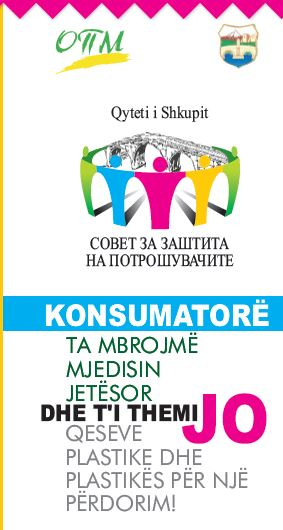 ОПМ
Qyteti i Shkupit
СОВЕТ ЗА ЗАШТИТА
НА ПОТРОШУВАЧИТЕ
KONSUMATORË
TA MBROJMË
MJEDISIN
JETËSOR
DHE T'I THEMI JO
QESEVE
PLASTIKE DHE
PLASTIKËS PËR NJË
PËRDORIM!